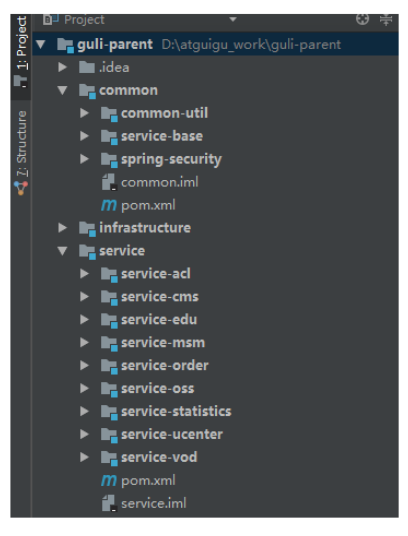 Project
1: Project
Z: Structure
guli-parent D:\atguigu_work\guli-parent
.idea
common
common-util
service-base
spring-security
common.iml
pom.xml
infrastructure
service
service-acl
service-cms
service-edu
service-msm
service-order
service-oss
service-statistics
service-ucenter
service-vod
pom.xml
service.iml